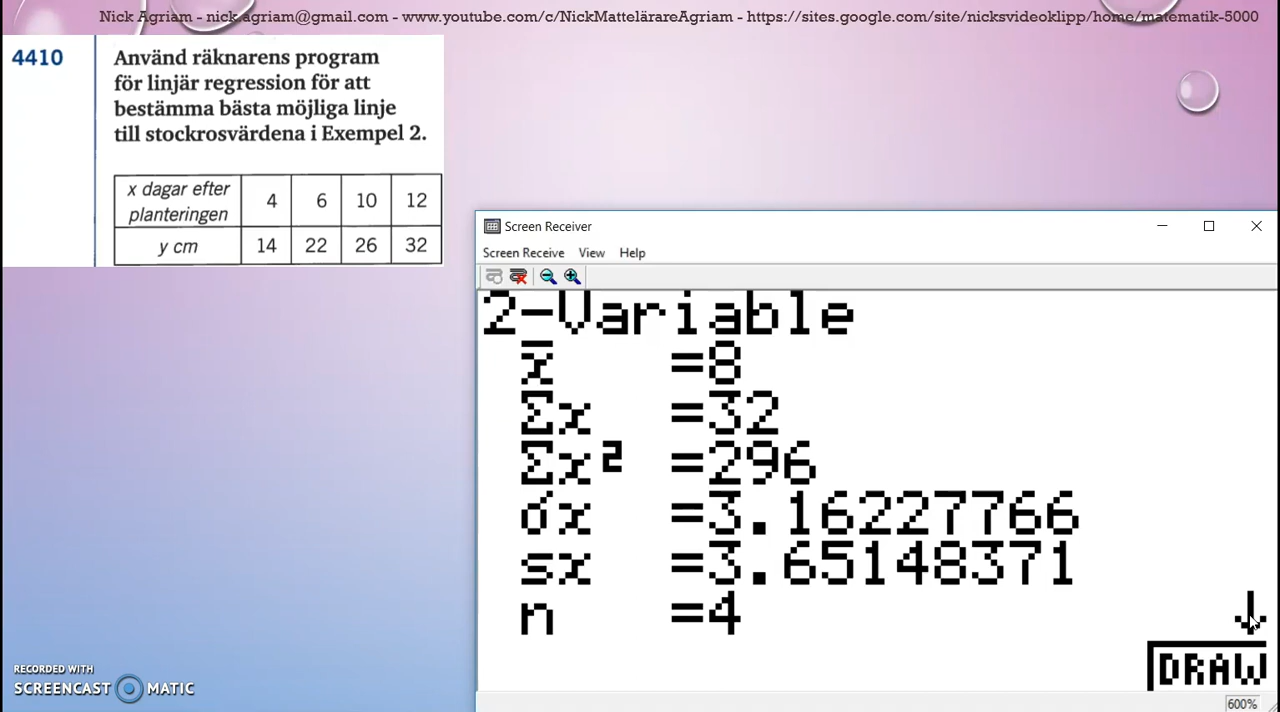 Nick Agriam - nick.agriam@gmail.com - www.youtube.com/c/NickMattelärareAgriam - https://sites.google.com/site/nicksvideoklipp/home/matematik-5000
4410
Använd räknarens program
för linjär regression för att
bestämma bästa möjliga linje
till stockrosvärdena i Exempel 2.
x dagar efter planteringen 4 6 10 12
y cm 14 22 26 32
Screen Receiver
Screen Receive View Help
2-Variable
x̄ =8
Σx =32
Σx² =296
σx =3.16227766
sx =3.65148371
n =4
DRAW
600%
RECORDED WITH
SCREENCAST MATIC